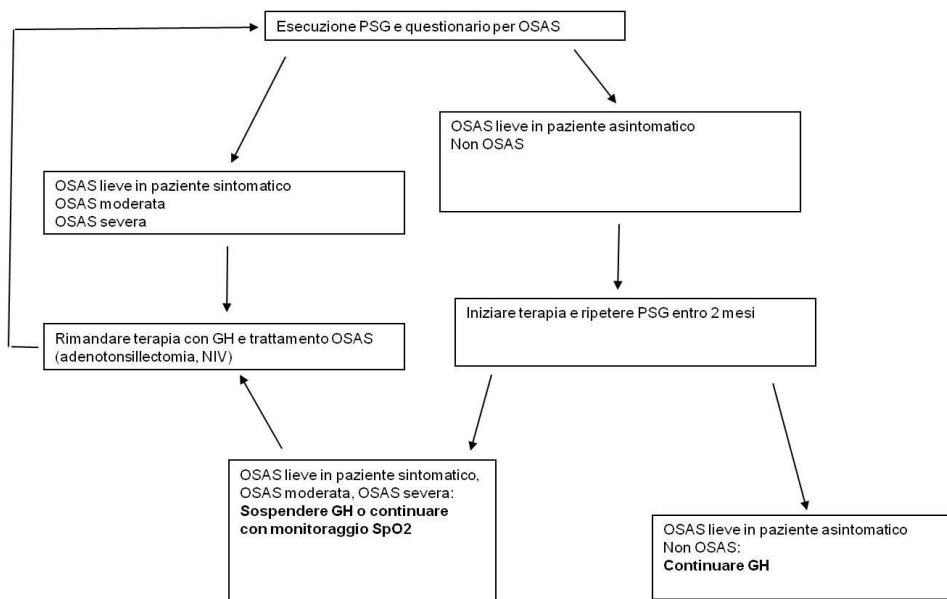 Esecuzione PSG e questionario per OSAS
OSAS lieve in paziente asintomatico
Non OSAS
OSAS lieve in paziente sintomatico
OSAS moderata
OSAS severa
Iniziare terapia e ripetere PSG entro 2 mesi
Rimandare terapia con GH e trattamento OSAS
(adenotonsillectomia, NIV)
OSAS lieve in paziente sintomatico,
OSAS moderata, OSAS severa:
Sospendere GH o continuare
con monitoraggio SpO2
OSAS lieve in paziente asintomatico
Non OSAS:
Continuare GH